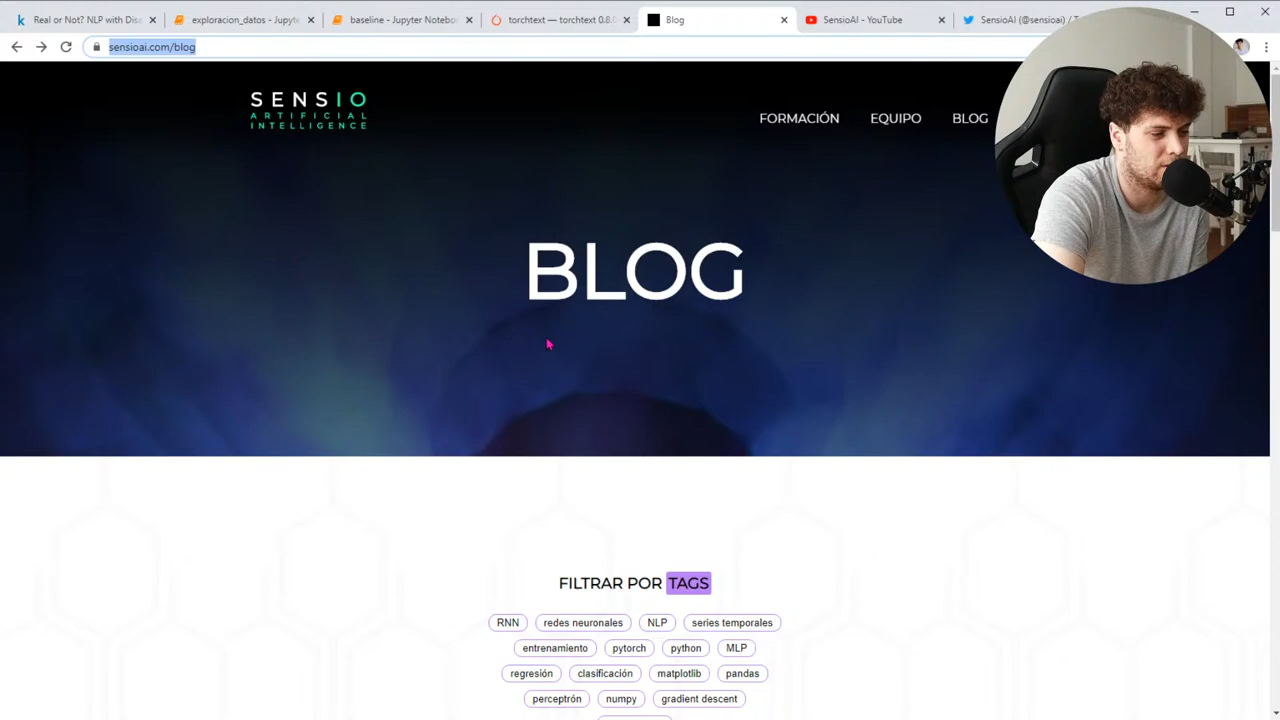 Real or Not? NLP with Disa
exploracion_datos - Jupyte
baseline - Jupyter Notebo
torchtext — torchtext 0.8.
Blog
SensioAI - YouTube
SensioAI (@sensioai) / T
sensioai.com/blog
SENSIO
ARTIFICIAL
INTELLIGENCE
FORMACIÓN
EQUIPO
BLOG
BLOG
FILTRAR POR TAGS
RNN redes neuronales NLP series temporales
entrenamiento pytorch python MLP
regresión clasificación matplotlib pandas
perceptrón numpy gradient descent